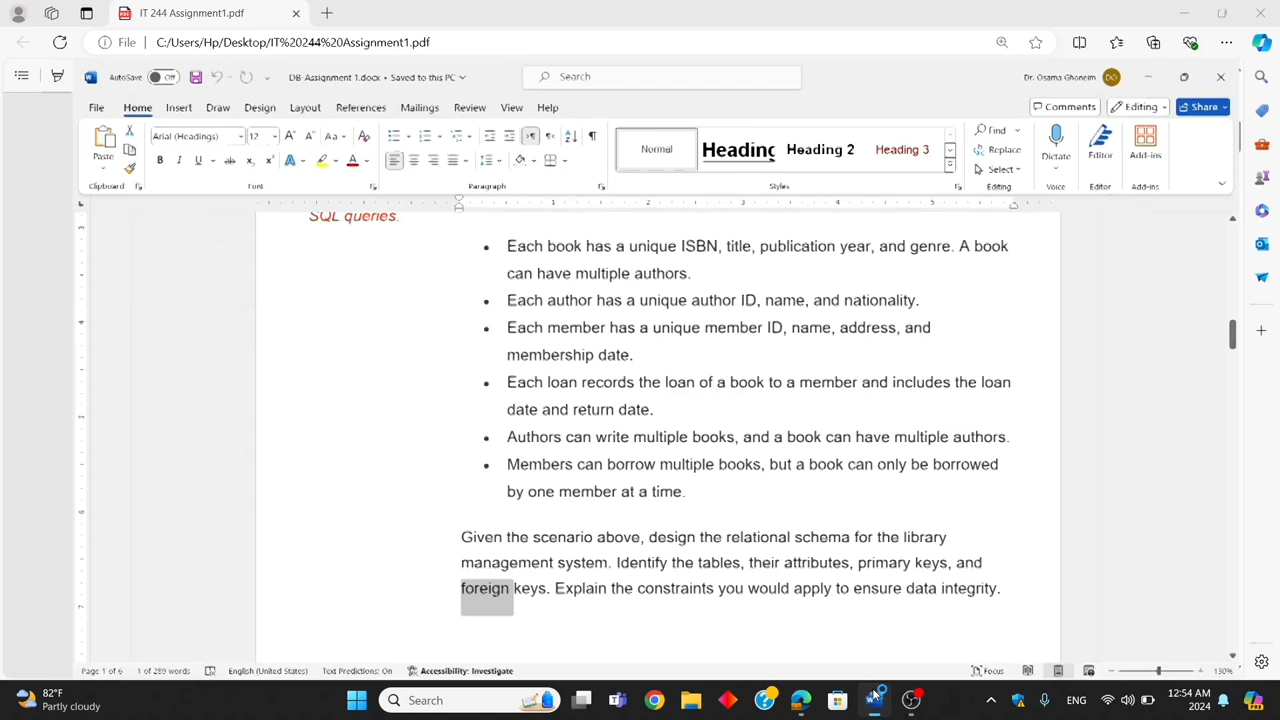 IT 244 Assignment1.pdf
File C:/Users/Hp/Desktop/IT%20244%20Assignment1.pdf
AutoSave Off DB-Assignment 1.docx • Saved to this PC Search Dr. Osama Ghoneim DO
File Home Insert Draw Design Layout References Mailings Review View Help Comments Editing Share
Arial (Headings) 12 Find
Paste Normal Heading Heading 2 Heading 3 Replace Dictate Editor Add-ins
Select
Clipboard Font Paragraph Styles Editing Voice Editor Add-ins
SQL queries.
• Each book has a unique ISBN, title, publication year, and genre. A book
can have multiple authors.
• Each author has a unique author ID, name, and nationality.
• Each member has a unique member ID, name, address, and
membership date.
• Each loan records the loan of a book to a member and includes the loan
date and return date.
• Authors can write multiple books, and a book can have multiple authors.
• Members can borrow multiple books, but a book can only be borrowed
by one member at a time.
Given the scenario above, design the relational schema for the library
management system. Identify the tables, their attributes, primary keys, and
foreign keys. Explain the constraints you would apply to ensure data integrity.
Page 1 of 6 1 of 289 words English (United States) Text Predictions: On Accessibility: Investigate Focus 130%
82°F
Partly cloudy
Search
ENG
12:54 AM
2024